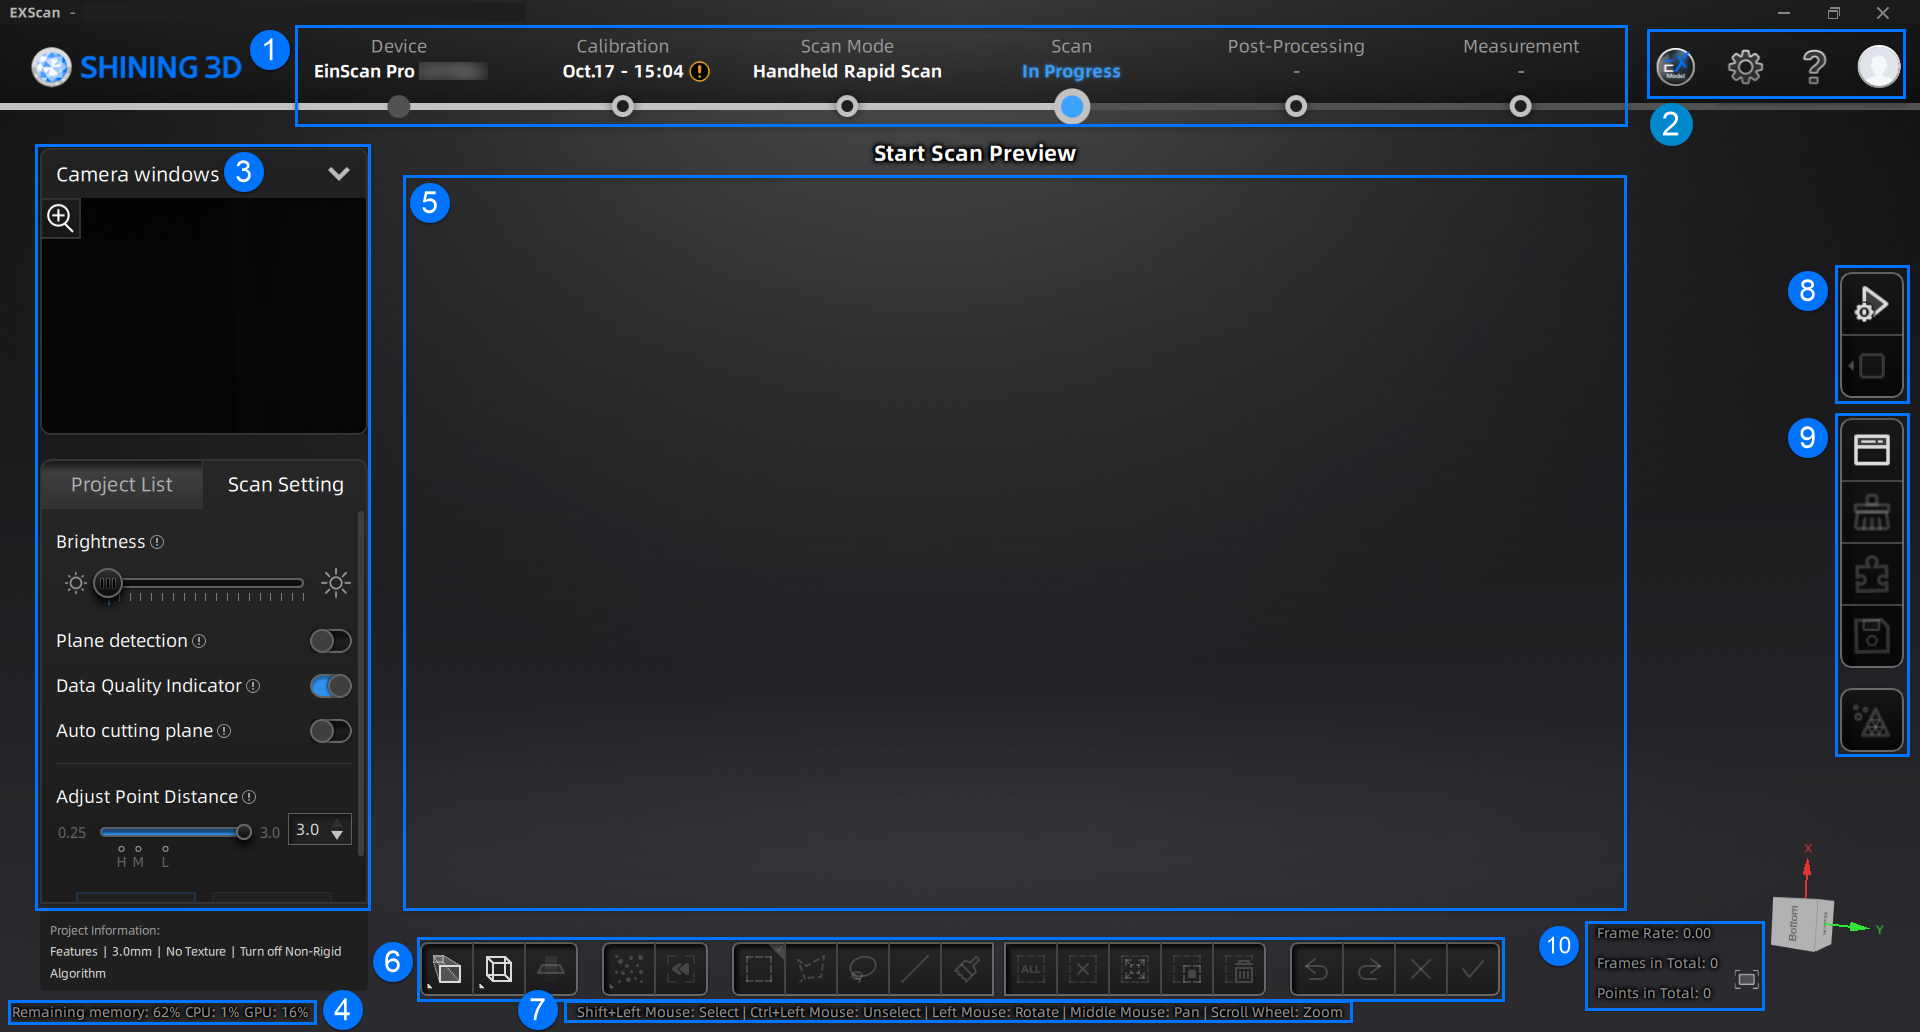 EXScan -
SHINING 3D
1
Device
EinScan Pro
Calibration
Oct.17 - 15:04
Scan Mode
Handheld Rapid Scan
Scan
In Progress
Post-Processing
-
Measurement
-
EX Model
2
Start Scan Preview
Camera windows
3
5
8
9
Project List
Scan Setting
Brightness
Plane detection
Data Quality Indicator
Auto cutting plane
Adjust Point Distance
0.25
3.0
3.0
H M L
Project Information:
Features | 3.0mm | No Texture | Turn off Non-Rigid
Algorithm
Remaining memory: 62% CPU: 1% GPU: 16%
4
6
ALL
7
Shift+Left Mouse: Select | Ctrl+Left Mouse: Unselect | Left Mouse: Rotate | Middle Mouse: Pan | Scroll Wheel: Zoom
10
Frame Rate: 0.00
Frames in Total: 0
Points in Total: 0
X
Bottom
Y